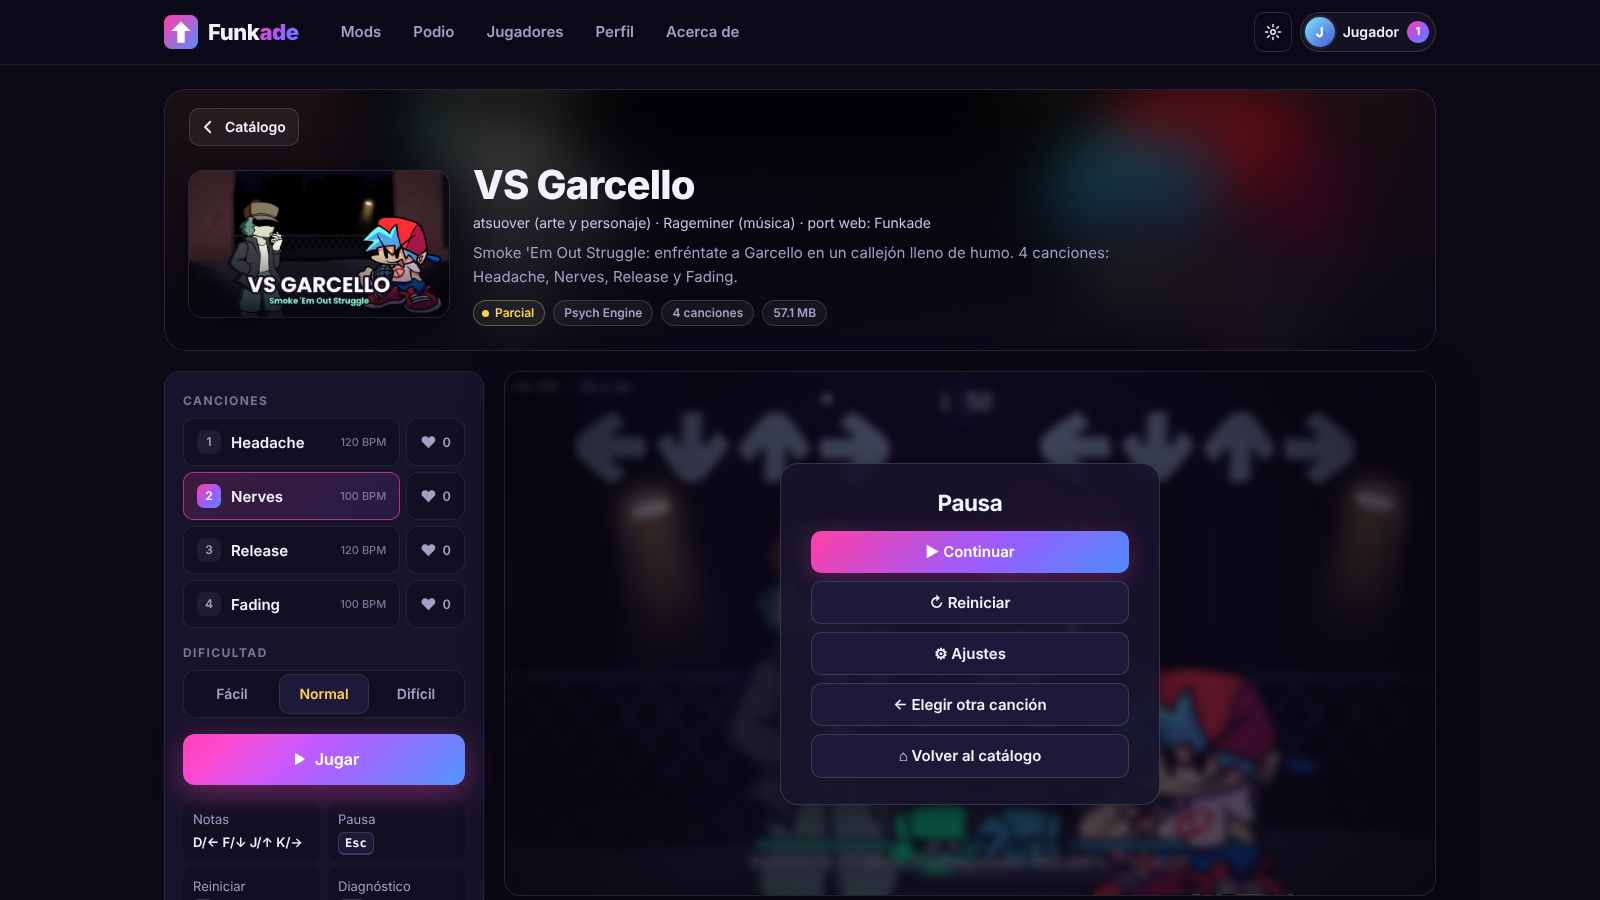 Funkade
Mods
Podio
Jugadores
Perfil
Acerca de
J
Jugador
1
Catálogo
VS GARCELLO
Smoke 'Em Out Struggle
VS Garcello
atsuover (arte y personaje) · Rageminer (música) · port web: Funkade
Smoke 'Em Out Struggle: enfréntate a Garcello en un callejón lleno de humo. 4 canciones:
Headache, Nerves, Release y Fading.
Parcial
Psych Engine
4 canciones
57.1 MB
CANCIONES
1 Headache 120 BPM ♥ 0
2 Nerves 100 BPM ♥ 0
3 Release 120 BPM ♥ 0
4 Fading 100 BPM ♥ 0
DIFICULTAD
Fácil
Normal
Difícil
▶ Jugar
Notas
D/← F/↓ J/↑ K/→
Pausa
Esc
Reiniciar
Diagnóstico
1:52
Pausa
▶ Continuar
↻ Reiniciar
⚙ Ajustes
← Elegir otra canción
⌂ Volver al catálogo